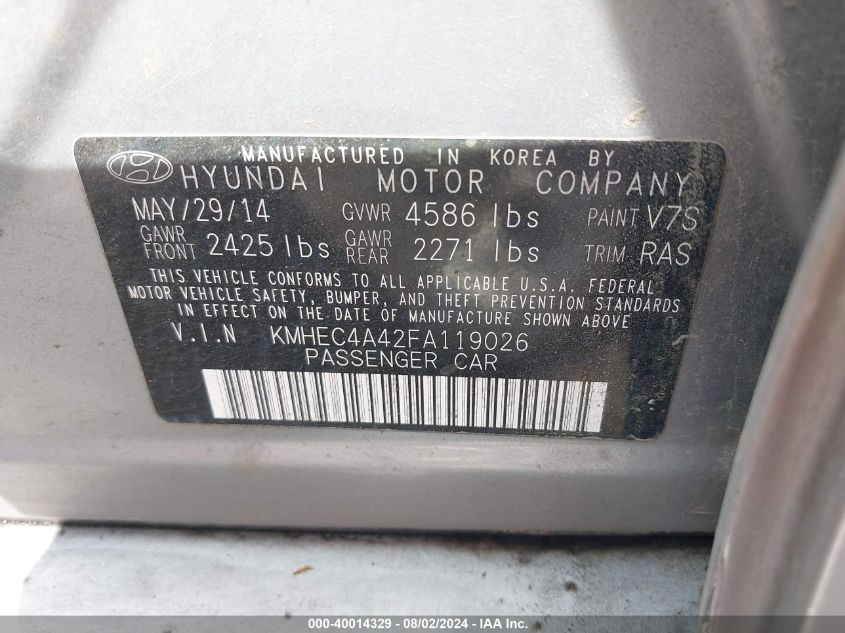 MANUFACTURED IN KOREA BY
HYUNDAI MOTOR COMPANY
MAY/29/14 GVWR 4586 lbs PAINT V7S
GAWR FRONT 2425 lbs GAWR REAR 2271 lbs TRIM RAS
THIS VEHICLE CONFORMS TO ALL APPLICABLE U.S.A. FEDERAL
MOTOR VEHICLE SAFETY, BUMPER, AND THEFT PREVENTION STANDARDS
IN EFFECT ON THE DATE OF MANUFACTURE SHOWN ABOVE
V.I.N KMHEC4A42FA119026
PASSENGER CAR
000-40014329 - 08/02/2024 - IAA Inc.